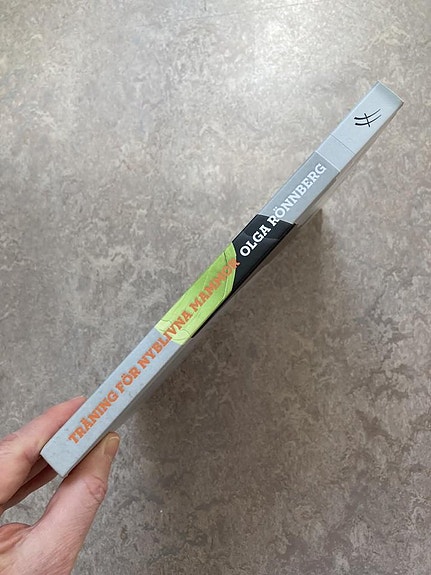 TRÄNING FÖR NYBLIVNA MAMMOR OLGA RÖNNBERG